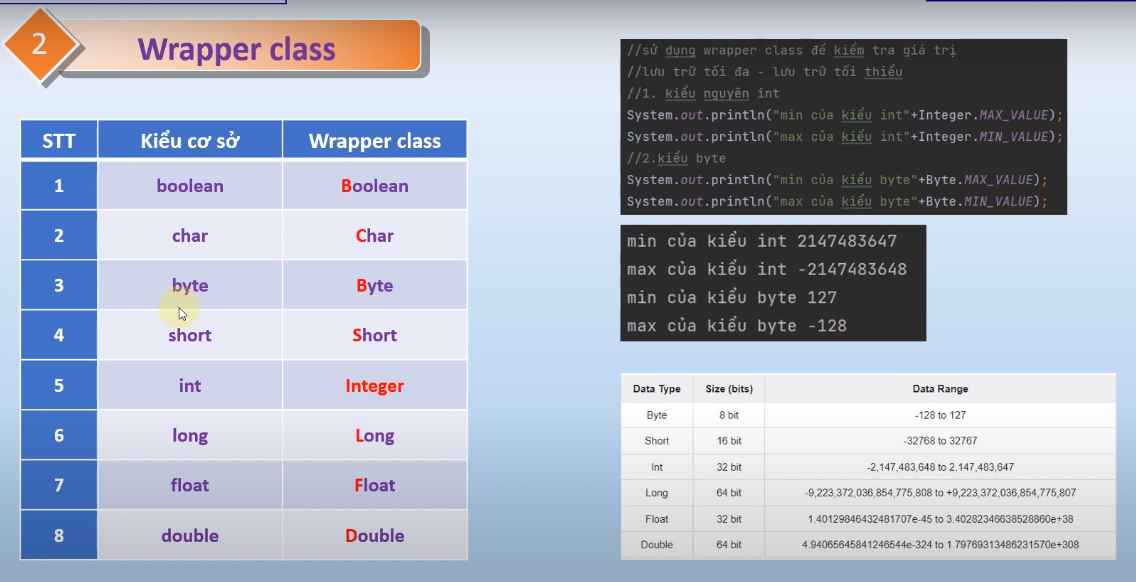 2
Wrapper class
STT Kiểu cơ sở Wrapper class
1 boolean Boolean
2 char Char
3 byte Byte
4 short Short
5 int Integer
6 long Long
7 float Float
8 double Double
//sử dụng wrapper class để kiểm tra giá trị
//lưu trữ tối đa - lưu trữ tối thiểu
//1. kiểu nguyên int
System.out.println("min của kiểu int"+Integer.MAX_VALUE);
System.out.println("max của kiểu int"+Integer.MIN_VALUE);
//2.kiểu byte
System.out.println("min của kiểu byte"+Byte.MAX_VALUE);
System.out.println("max của kiểu byte"+Byte.MIN_VALUE);
min của kiểu int 2147483647
max của kiểu int -2147483648
min của kiểu byte 127
max của kiểu byte -128
Data Type Size (bits) Data Range
Byte 8 bit -128 to 127
Short 16 bit -32768 to 32767
Int 32 bit -2,147,483,648 to 2,147,483,647
Long 64 bit -9,223,372,036,854,775,808 to +9,223,372,036,854,775,807
Float 32 bit 1.40129846432481707e-45 to 3.40282346638528860e+38
Double 64 bit 4.94065645841246544e-324 to 1.79769313486231570e+308